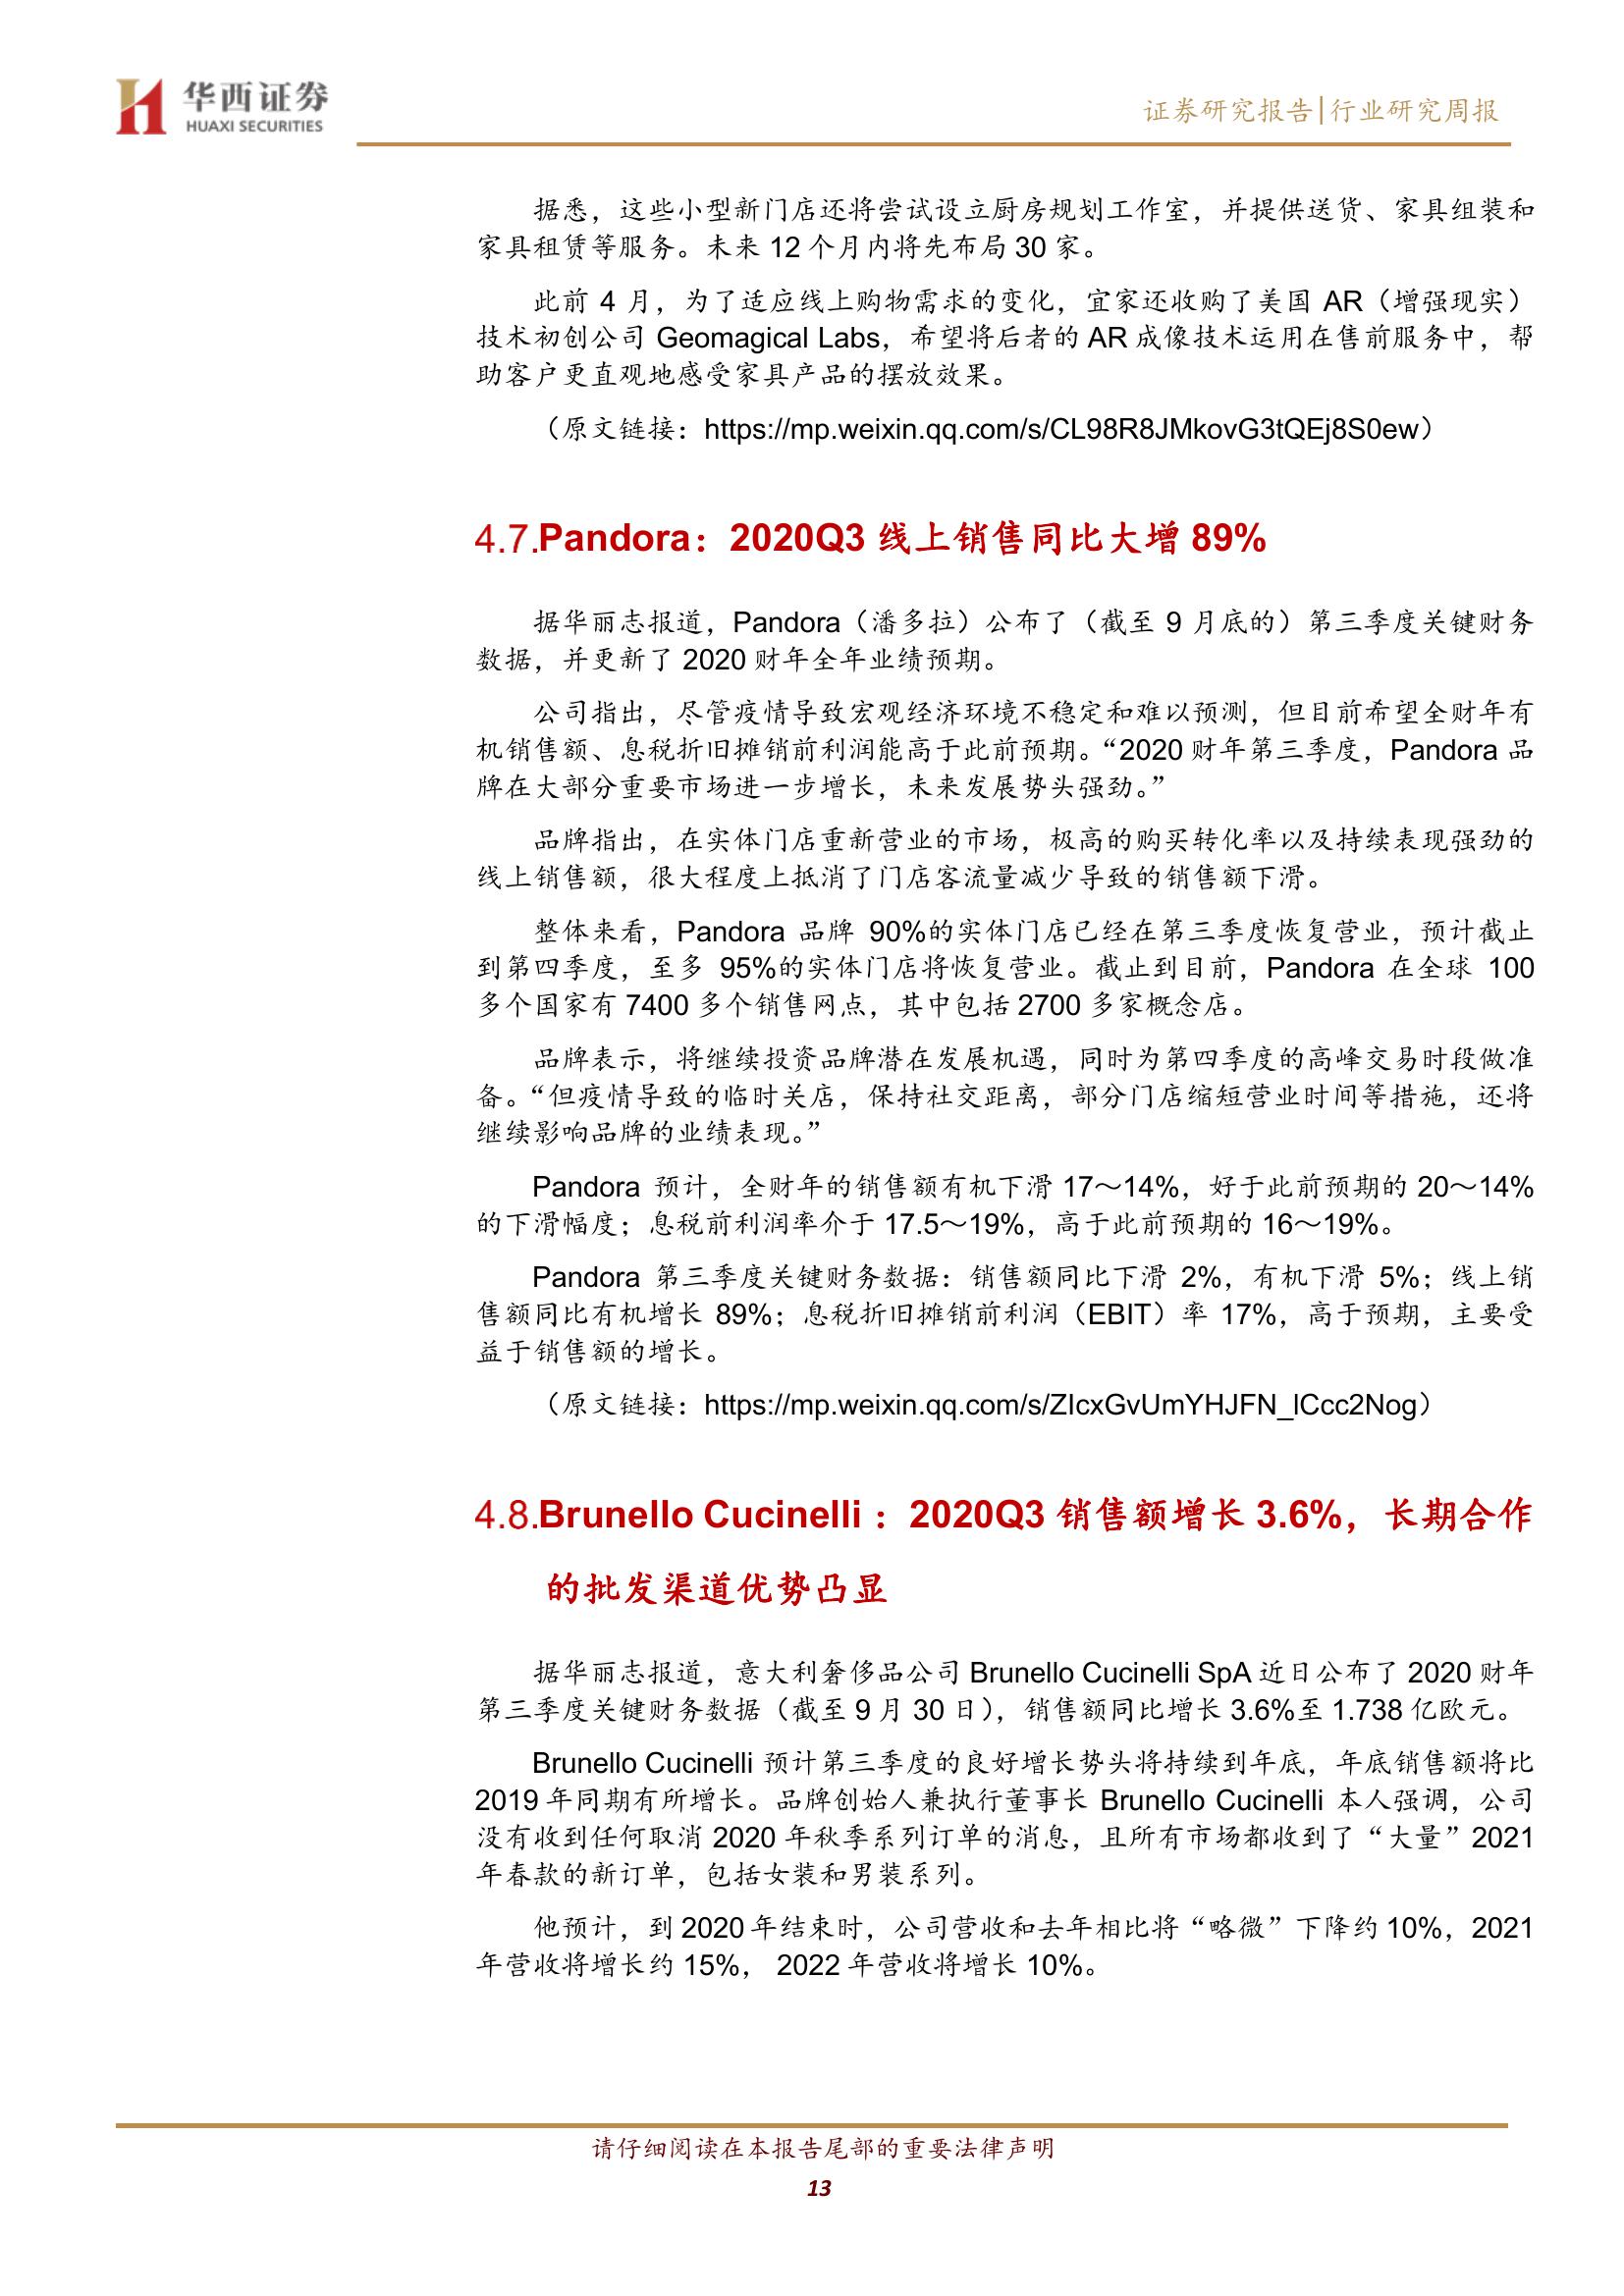 华西证券
HUAXI SECURITIES
证券研究报告|行业研究周报
据悉，这些小型新门店还将尝试设立厨房规划工作室，并提供送货、家具组装和
家具租赁等服务。未来 12 个月内将先布局 30 家。
此前 4 月，为了适应线上购物需求的变化，宜家还收购了美国 AR（增强现实）
技术初创公司 Geomagical Labs，希望将后者的 AR 成像技术运用在售前服务中，帮
助客户更直观地感受家具产品的摆放效果。
（原文链接：https://mp.weixin.qq.com/s/CL98R8JMkovG3tQEj8S0ew）
4.7.Pandora：2020Q3 线上销售同比大增 89%
据华丽志报道，Pandora（潘多拉）公布了（截至 9 月底的）第三季度关键财务
数据，并更新了 2020 财年全年业绩预期。
公司指出，尽管疫情导致宏观经济环境不稳定和难以预测，但目前希望全财年有
机销售额、息税折旧摊销前利润能高于此前预期。“2020 财年第三季度，Pandora 品
牌在大部分重要市场进一步增长，未来发展势头强劲。”
品牌指出，在实体门店重新营业的市场，极高的购买转化率以及持续表现强劲的
线上销售额，很大程度上抵消了门店客流量减少导致的销售额下滑。
整体来看，Pandora 品牌 90%的实体门店已经在第三季度恢复营业，预计截止
到第四季度，至多 95%的实体门店将恢复营业。截止到目前，Pandora 在全球 100
多个国家有 7400 多个销售网点，其中包括 2700 多家概念店。
品牌表示，将继续投资品牌潜在发展机遇，同时为第四季度的高峰交易时段做准
备。“但疫情导致的临时关店，保持社交距离，部分门店缩短营业时间等措施，还将
继续影响品牌的业绩表现。”
Pandora 预计，全财年的销售额有机下滑 17～14%，好于此前预期的 20～14%
的下滑幅度；息税前利润率介于 17.5～19%，高于此前预期的 16～19%。
Pandora 第三季度关键财务数据：销售额同比下滑 2%，有机下滑 5%；线上销
售额同比有机增长 89%；息税折旧摊销前利润（EBIT）率 17%，高于预期，主要受
益于销售额的增长。
（原文链接：https://mp.weixin.qq.com/s/ZIcxGvUmYHJFN_lCcc2Nog）
4.8.Brunello Cucinelli ：2020Q3 销售额增长 3.6%，长期合作
的批发渠道优势凸显
据华丽志报道，意大利奢侈品公司 Brunello Cucinelli SpA 近日公布了 2020 财年
第三季度关键财务数据（截至 9 月 30 日），销售额同比增长 3.6%至 1.738 亿欧元。
Brunello Cucinelli 预计第三季度的良好增长势头将持续到年底，年底销售额将比
2019 年同期有所增长。品牌创始人兼执行董事长 Brunello Cucinelli 本人强调，公司
没有收到任何取消 2020 年秋季系列订单的消息，且所有市场都收到了“大量”2021
年春款的新订单，包括女装和男装系列。
他预计，到 2020 年结束时，公司营收和去年相比将“略微”下降约 10%，2021
年营收将增长约 15%， 2022 年营收将增长 10%。
请仔细阅读在本报告尾部的重要法律声明
13